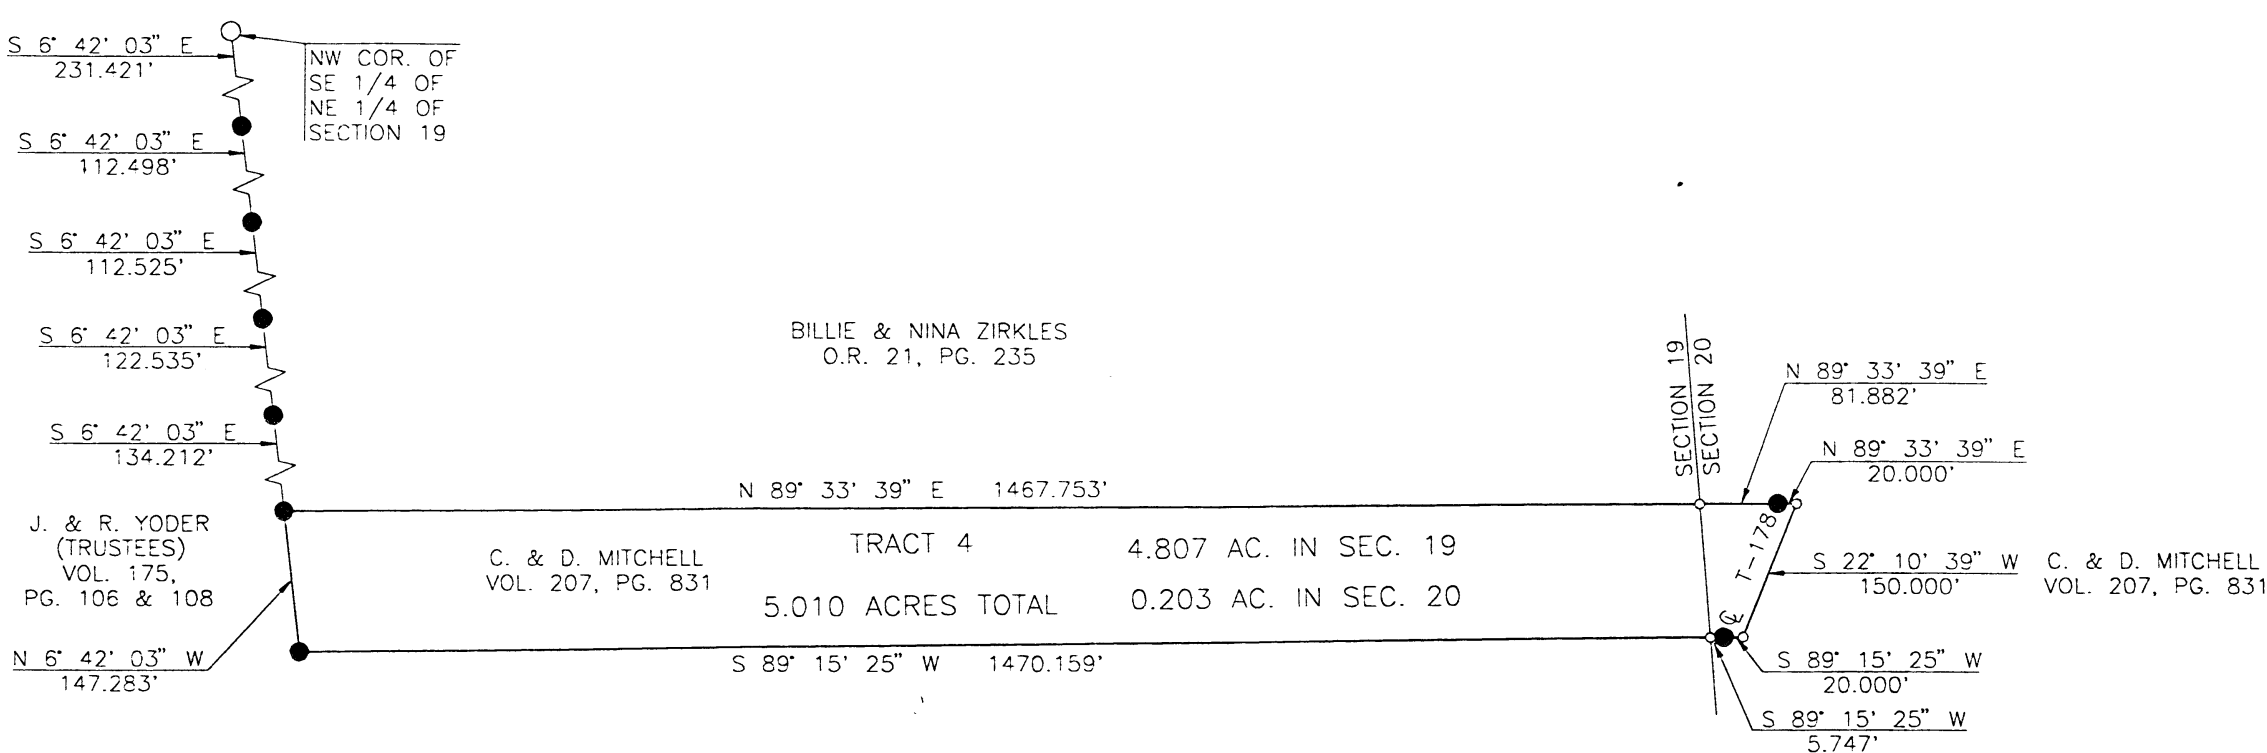 S 6° 42' 03" E
231.421'
NW COR. OF
SE 1/4 OF
NE 1/4 OF
SECTION 19
S 6° 42' 03" E
112.498'
S 6° 42' 03" E
112.525'
S 6° 42' 03" E
122.535'
S 6° 42' 03" E
134.212'
BILLIE & NINA ZIRKLES
O.R. 21, PG. 235
SECTION 19
SECTION 20
N 89° 33' 39" E
81.882'
N 89° 33' 39" E
20.000'
N 89° 33' 39" E 1467.753'
J. & R. YODER
(TRUSTEES)
VOL. 175,
PG. 106 & 108
C. & D. MITCHELL
VOL. 207, PG. 831
TRACT 4
5.010 ACRES TOTAL
4.807 AC. IN SEC. 19
0.203 AC. IN SEC. 20
T-178
℄
S 22° 10' 39" W
150.000'
C. & D. MITCHELL
VOL. 207, PG. 831
N 6° 42' 03" W
147.283'
S 89° 15' 25" W 1470.159'
S 89° 15' 25" W
20.000'
S 89° 15' 25" W
5.747'